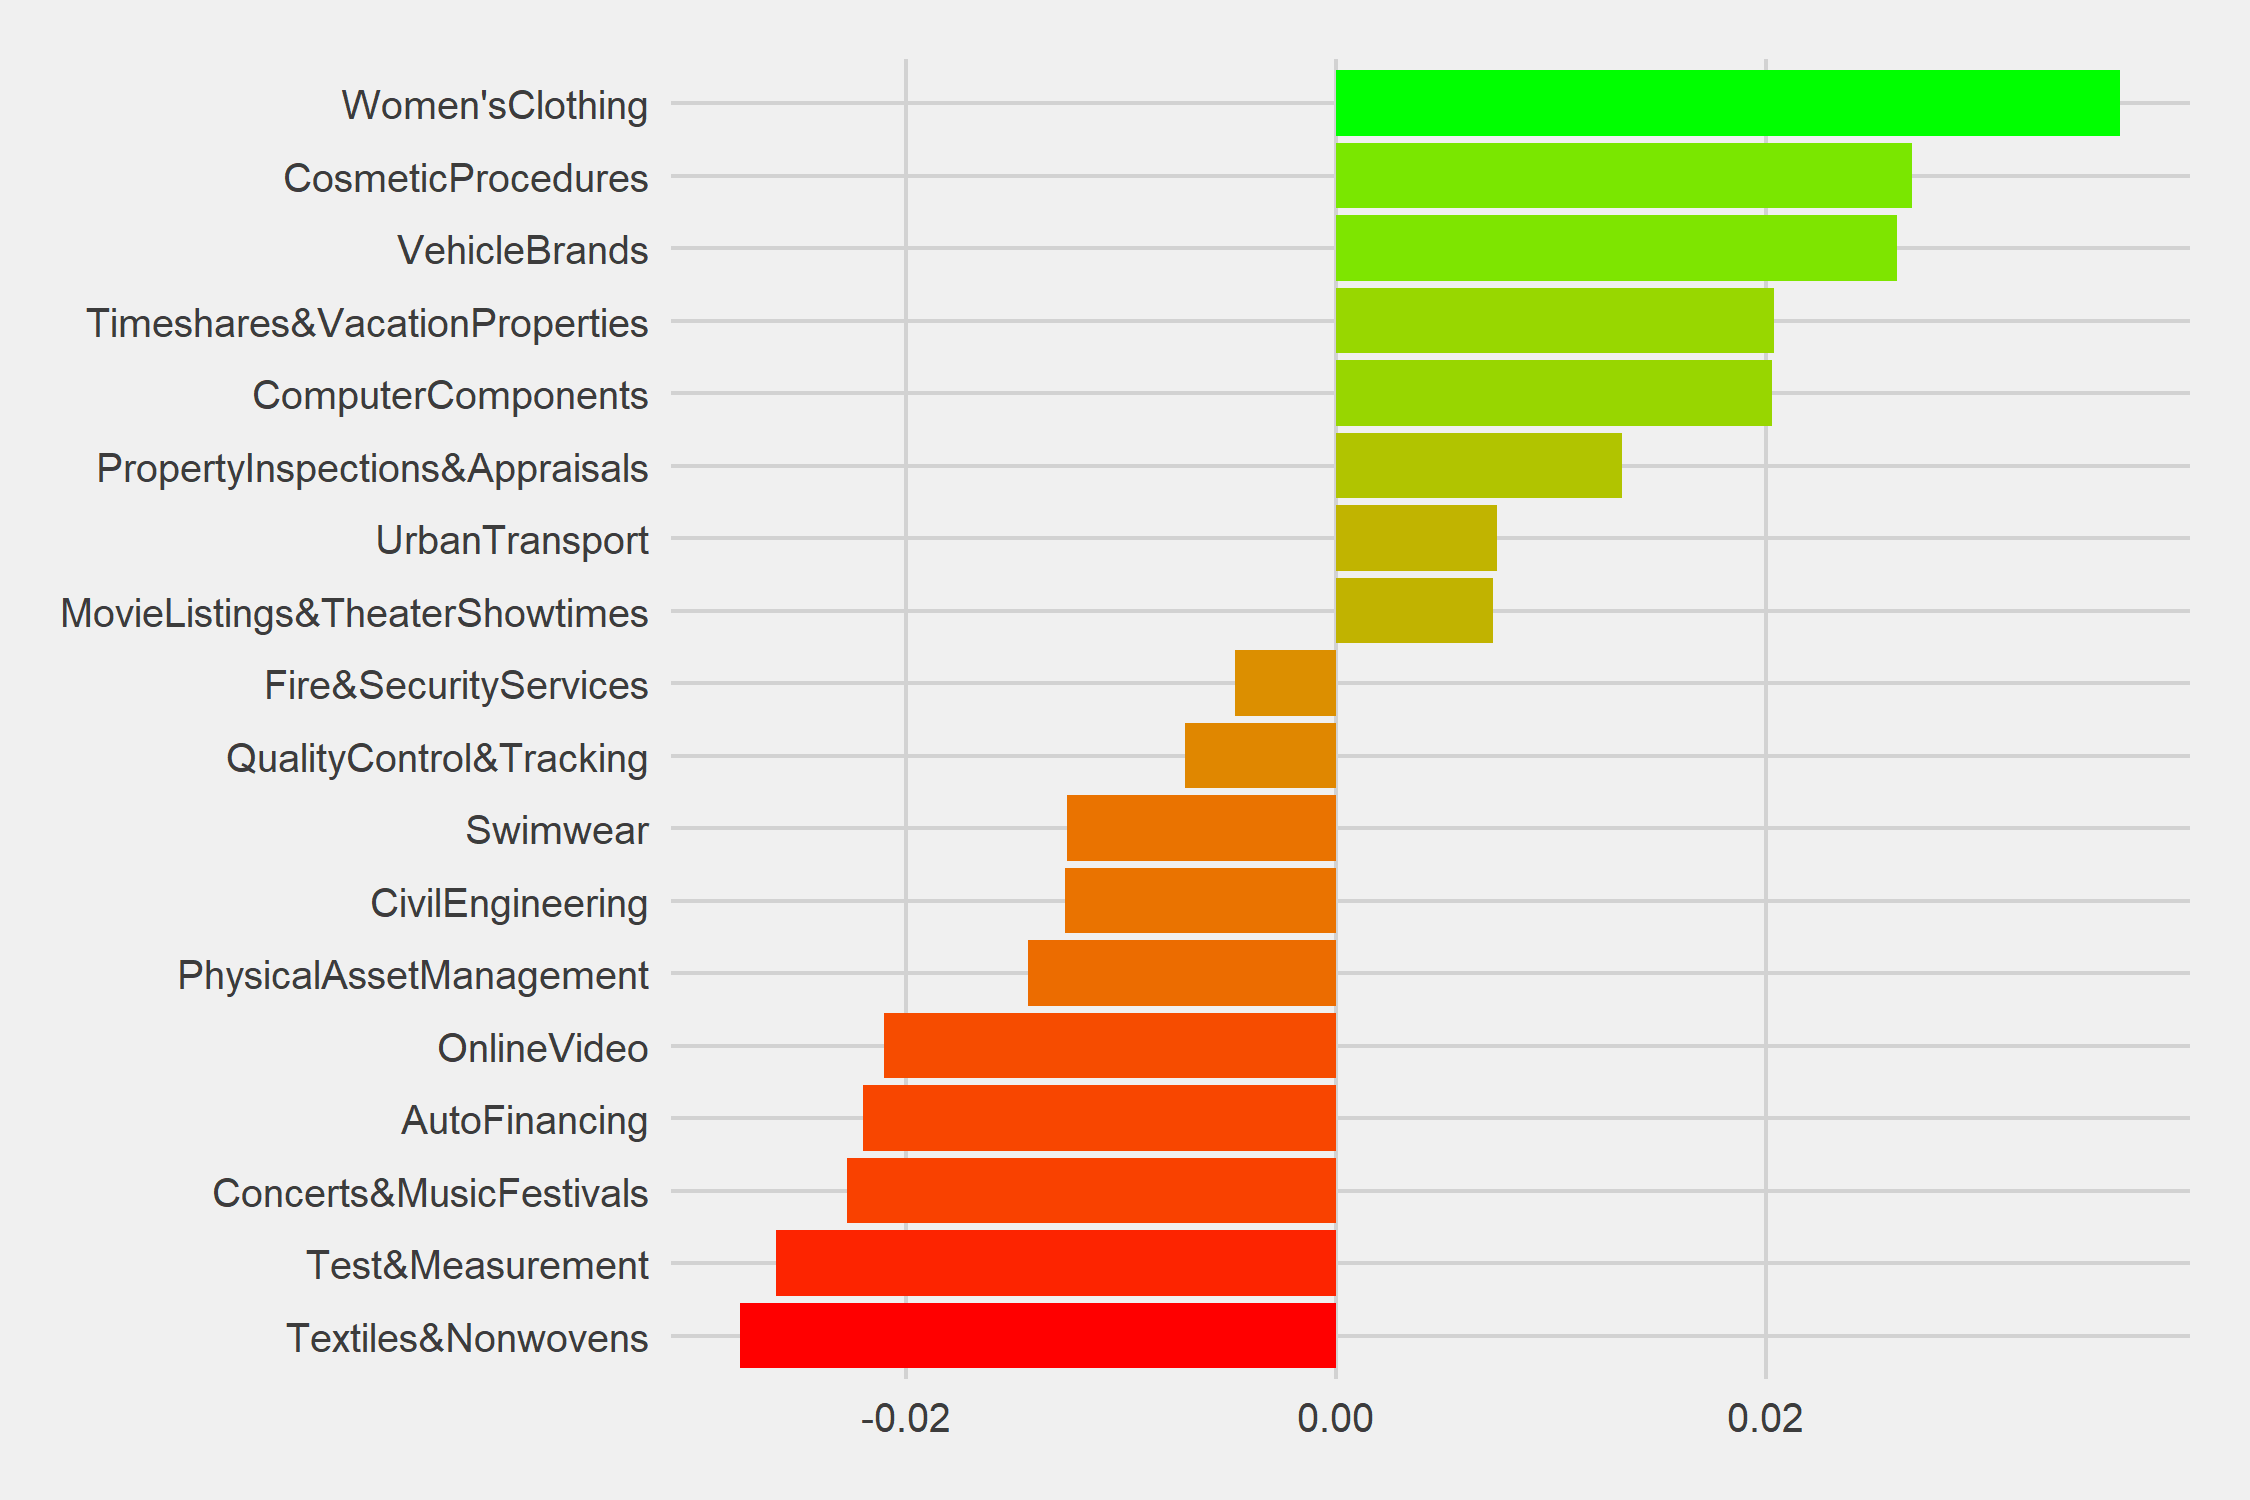 Women'sClothing
CosmeticProcedures
VehicleBrands
Timeshares&VacationProperties
ComputerComponents
PropertyInspections&Appraisals
UrbanTransport
MovieListings&TheaterShowtimes
Fire&SecurityServices
QualityControl&Tracking
Swimwear
CivilEngineering
PhysicalAssetManagement
OnlineVideo
AutoFinancing
Concerts&MusicFestivals
Test&Measurement
Textiles&Nonwovens
-0.02 0.00 0.02